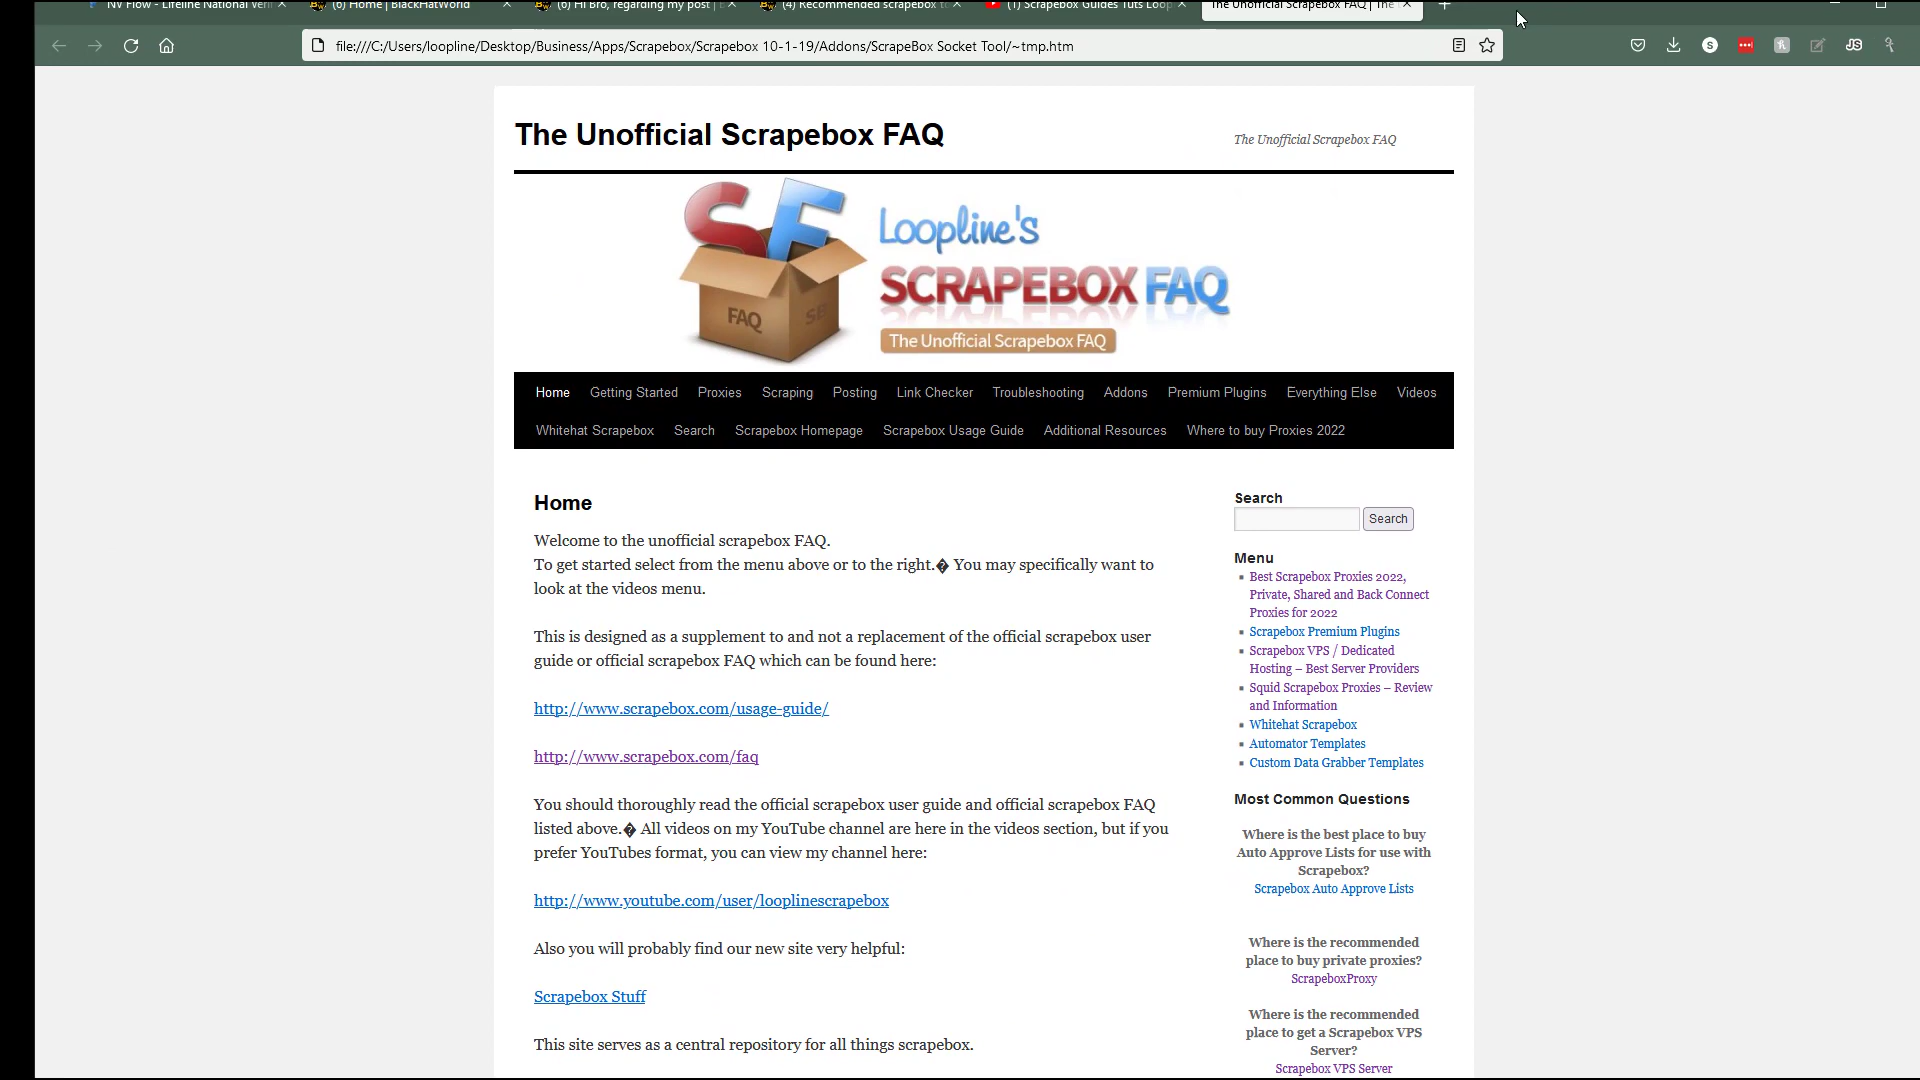 NV Flow - Lifeline National Veri
(6) Home | BlackHatWorld
(6) Hi Bro, regarding my post | B
(4) Recommended scrapebox to
(1) Scrapebox Guides Tuts Loop
The Unofficial Scrapebox FAQ | The
file:///C:/Users/loopline/Desktop/Business/Apps/Scrapebox/Scrapebox 10-1-19/Addons/ScrapeBox Socket Tool/~tmp.htm
The Unofficial Scrapebox FAQ
The Unofficial Scrapebox FAQ
SF
FAQ
SB
Loopline's
SCRAPEBOX FAQ
The Unofficial Scrapebox FAQ
Home Getting Started Proxies Scraping Posting Link Checker Troubleshooting Addons Premium Plugins Everything Else Videos
Whitehat Scrapebox Search Scrapebox Homepage Scrapebox Usage Guide Additional Resources Where to buy Proxies 2022
Home
Welcome to the unofficial scrapebox FAQ.
To get started select from the menu above or to the right.� You may specifically want to
look at the videos menu.
This is designed as a supplement to and not a replacement of the official scrapebox user
guide or official scrapebox FAQ which can be found here:
http://www.scrapebox.com/usage-guide/
http://www.scrapebox.com/faq
You should thoroughly read the official scrapebox user guide and official scrapebox FAQ
listed above.� All videos on my YouTube channel are here in the videos section, but if you
prefer YouTubes format, you can view my channel here:
http://www.youtube.com/user/looplinescrapebox
Also you will probably find our new site very helpful:
Scrapebox Stuff
This site serves as a central repository for all things scrapebox.
Search
Search
Menu
Best Scrapebox Proxies 2022,
Private, Shared and Back Connect
Proxies for 2022
Scrapebox Premium Plugins
Scrapebox VPS / Dedicated
Hosting – Best Server Providers
Squid Scrapebox Proxies – Review
and Information
Whitehat Scrapebox
Automator Templates
Custom Data Grabber Templates
Most Common Questions
Where is the best place to buy
Auto Approve Lists for use with
Scrapebox?
Scrapebox Auto Approve Lists
Where is the recommended
place to buy private proxies?
ScrapeboxProxy
Where is the recommended
place to get a Scrapebox VPS
Server?
Scrapebox VPS Server